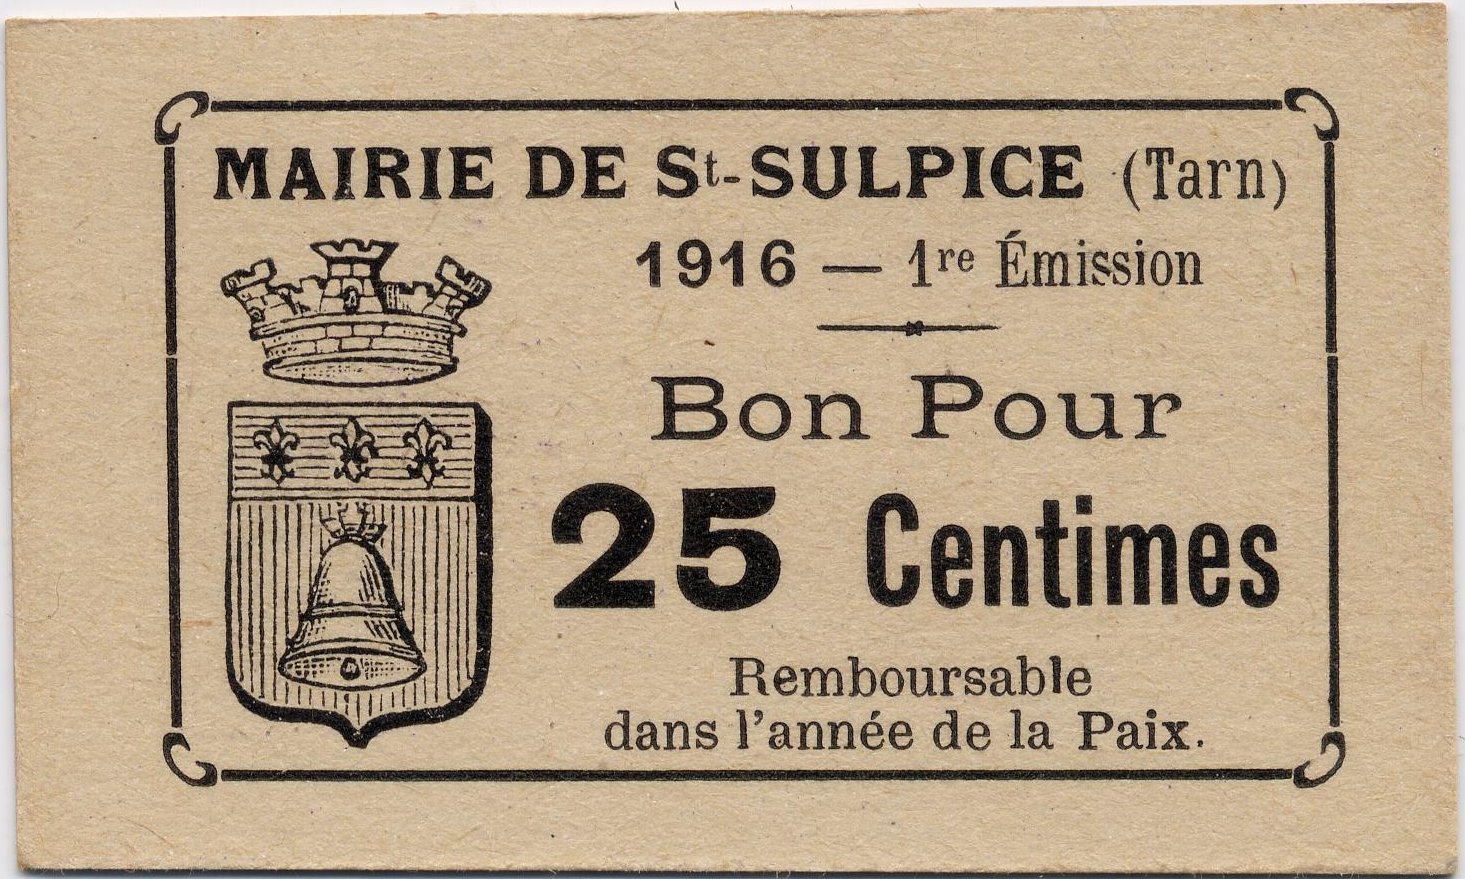 MAIRIE DE St-SULPICE (Tarn)
1916 — 1re Émission
Bon Pour
25 Centimes
Remboursable
dans l'année de la Paix.